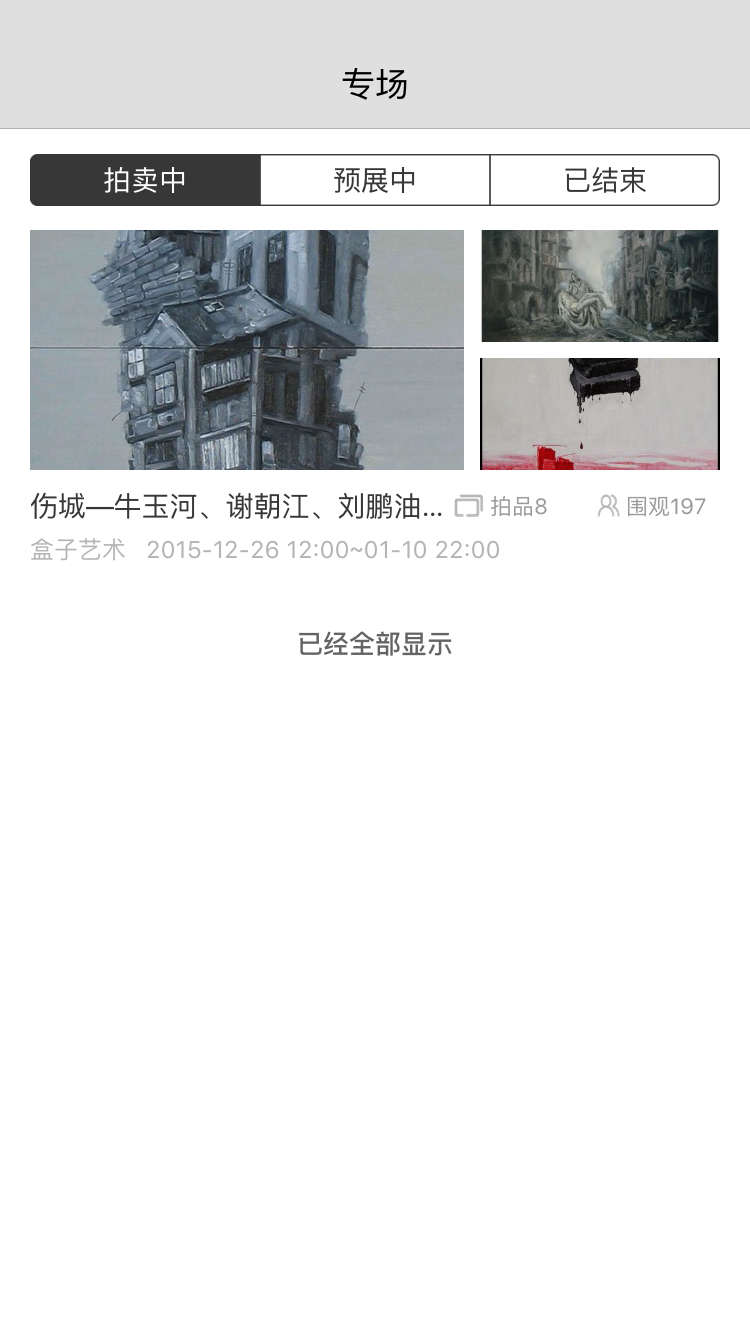 专场
拍卖中 预展中 已结束
伤城—牛玉河、谢朝江、刘鹏油... 拍品8 围观197
盒子艺术 2015-12-26 12:00~01-10 22:00
已经全部显示